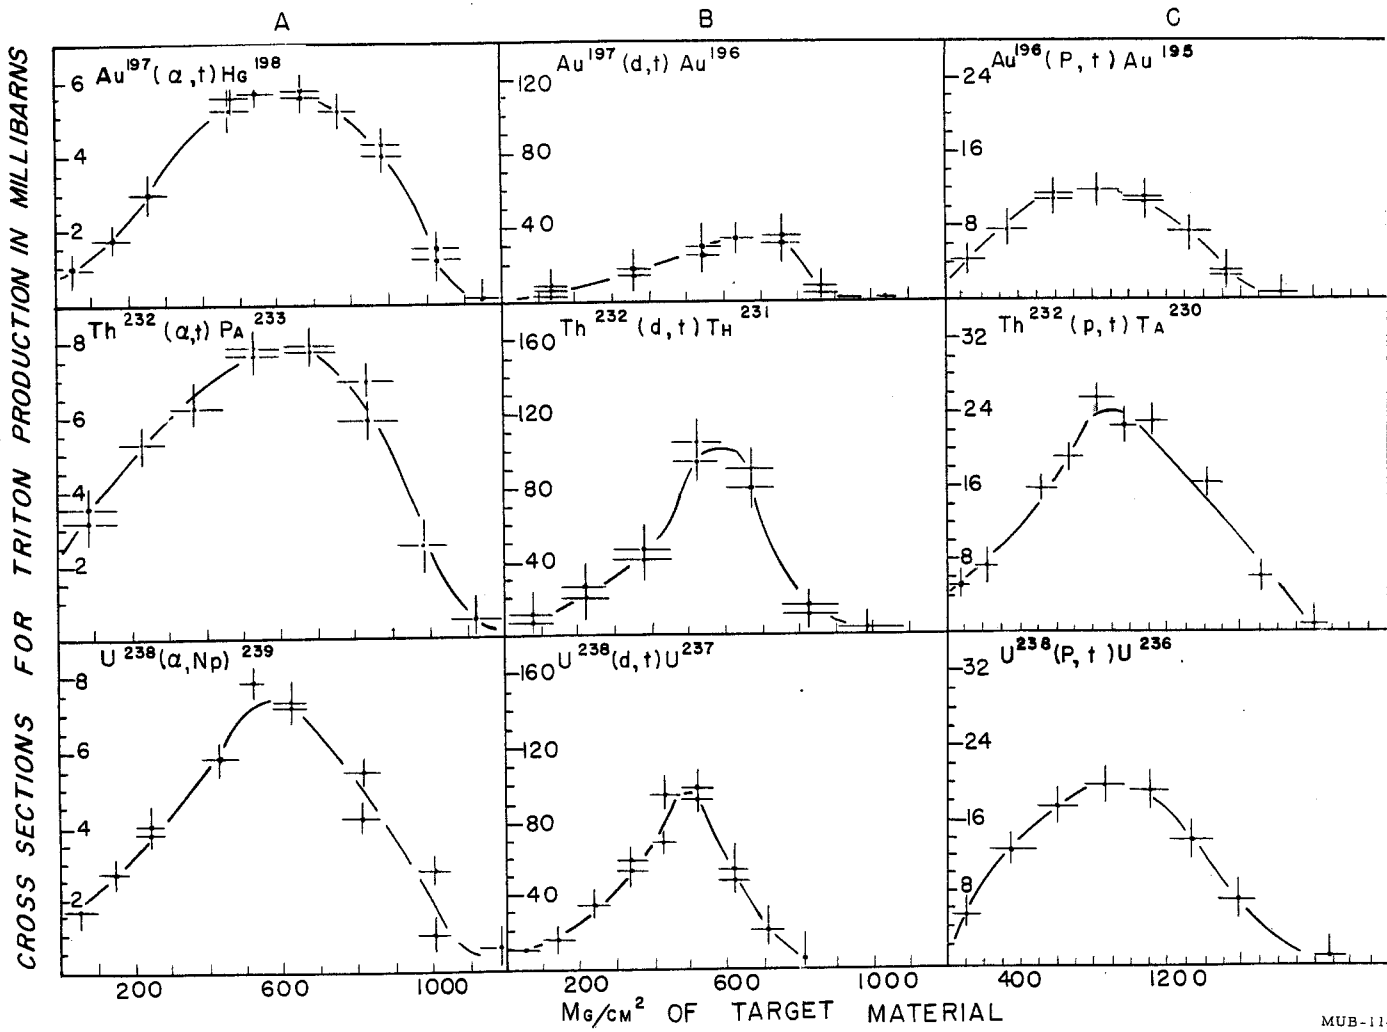 A B C
CROSS SECTIONS FOR TRITON PRODUCTION IN MILLIBARNS
Au¹⁹⁷(α,t)HG¹⁹⁸
6
4
2
Au¹⁹⁷(d,t) Au¹⁹⁶
120
80
40
Au¹⁹⁶(P,t) Au¹⁹⁵
24
16
8
Th²³²(α,t) PA²³³
8
6
4
2
Th²³²(d,t) TH²³¹
160
120
80
40
Th²³²(p,t) TA²³⁰
32
24
16
8
U²³⁸(α,Np)²³⁹
8
6
4
2
U²³⁸(d,t)U²³⁷
160
120
80
40
U²³⁸(P,t)U²³⁶
32
24
16
8
200 600 1000 200 600 1000 400 1200
MG/CM² OF TARGET MATERIAL